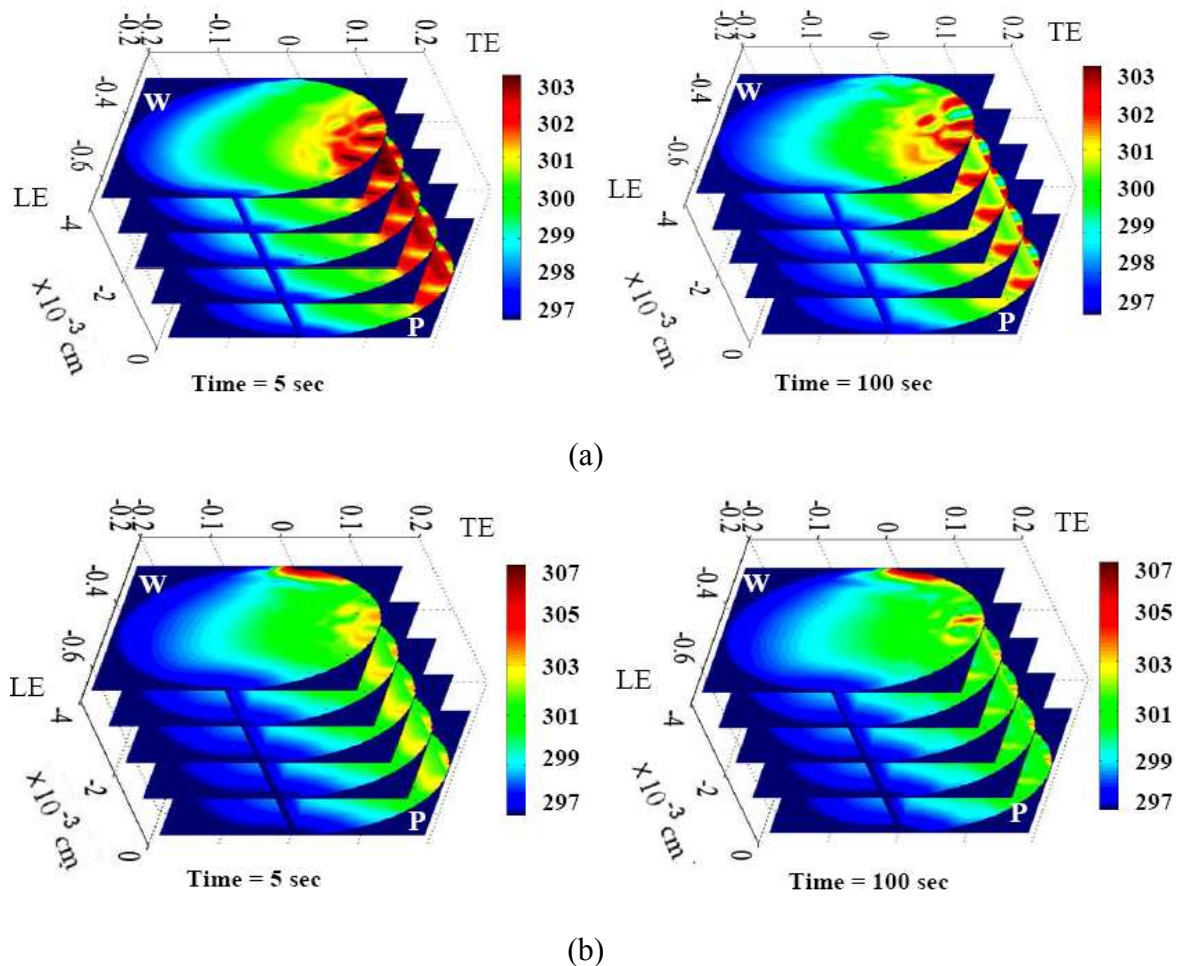 -0.2 -0.2 -0.1 0 0.1 0.2 TE
-0.4
-0.6
LE
W
P
-4
-2
0
×10⁻³ cm
303
302
301
300
299
298
297
Time = 5 sec
-0.2 -0.2 -0.1 0 0.1 0.2 TE
-0.4
-0.6
LE
W
P
-4
-2
0
×10⁻³ cm
303
302
301
300
299
298
297
Time = 100 sec
(a)
-0.2 -0.2 -0.1 0 0.1 0.2 TE
-0.4
-0.6
LE
W
P
-4
-2
0
×10⁻³ cm
307
305
303
301
299
297
Time = 5 sec
-0.2 -0.2 -0.1 0 0.1 0.2 TE
-0.4
-0.6
LE
W
P
-4
-2
0
×10⁻³ cm
307
305
303
301
299
297
Time = 100 sec
(b)